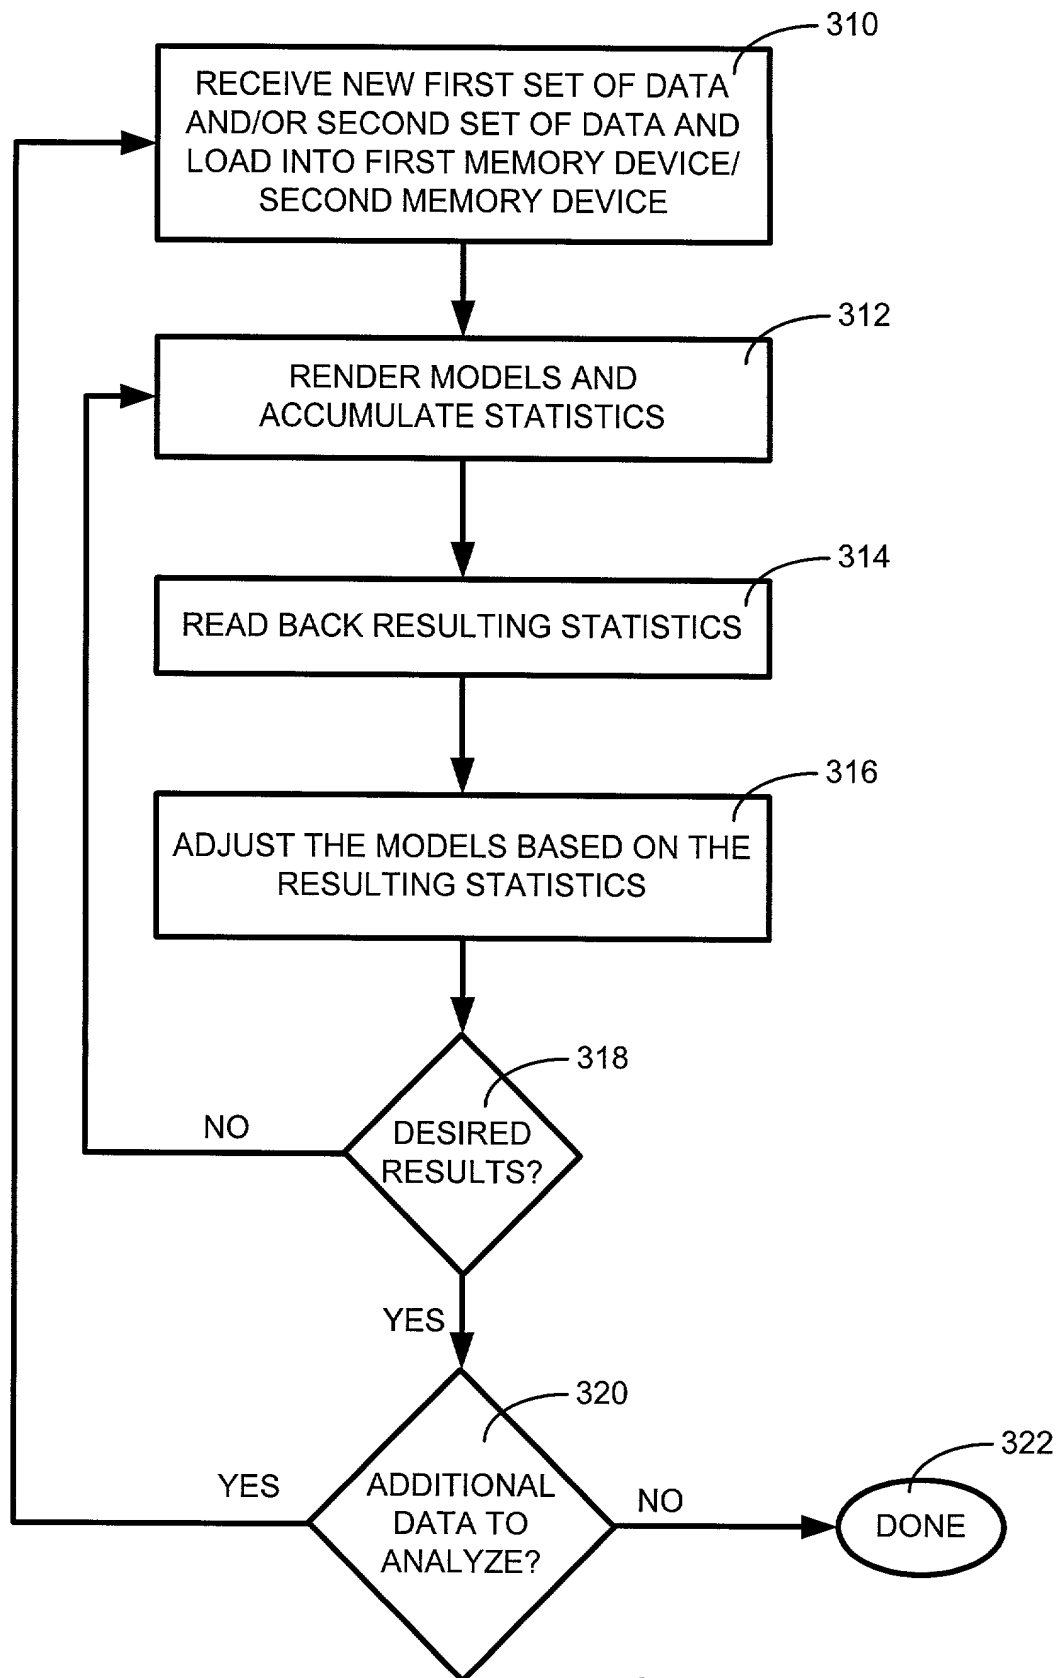 310
RECEIVE NEW FIRST SET OF DATA
AND/OR SECOND SET OF DATA AND
LOAD INTO FIRST MEMORY DEVICE/
SECOND MEMORY DEVICE
312
RENDER MODELS AND
ACCUMULATE STATISTICS
314
READ BACK RESULTING STATISTICS
316
ADJUST THE MODELS BASED ON THE
RESULTING STATISTICS
318
DESIRED
RESULTS?
NO
YES
320
ADDITIONAL
DATA TO
ANALYZE?
YES
NO
322
DONE